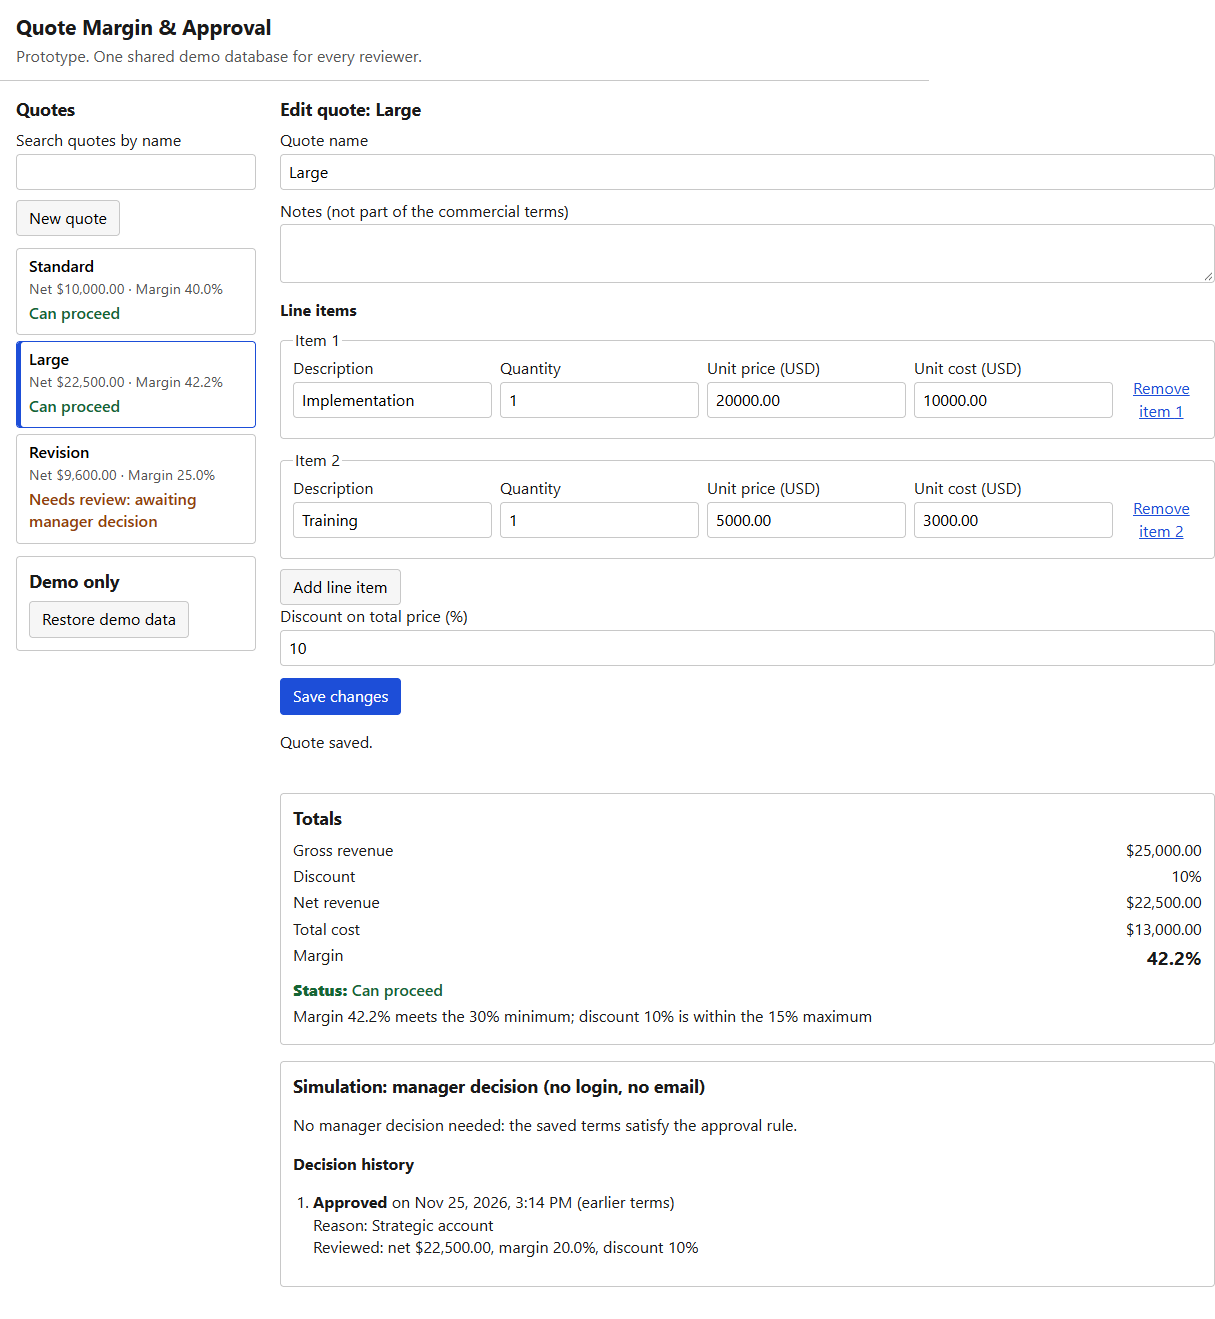 Quote Margin & Approval
Prototype. One shared demo database for every reviewer.
Quotes
Search quotes by name
New quote
Standard
Net $10,000.00 · Margin 40.0%
Can proceed
Large
Net $22,500.00 · Margin 42.2%
Can proceed
Revision
Net $9,600.00 · Margin 25.0%
Needs review: awaiting
manager decision
Demo only
Restore demo data
Edit quote: Large
Quote name
Large
Notes (not part of the commercial terms)
Line items
Item 1
Description Quantity Unit price (USD) Unit cost (USD)
Implementation 1 20000.00 10000.00
Remove
item 1
Item 2
Description Quantity Unit price (USD) Unit cost (USD)
Training 1 5000.00 3000.00
Remove
item 2
Add line item
Discount on total price (%)
10
Save changes
Quote saved.
Totals
Gross revenue $25,000.00
Discount 10%
Net revenue $22,500.00
Total cost $13,000.00
Margin 42.2%
Status: Can proceed
Margin 42.2% meets the 30% minimum; discount 10% is within the 15% maximum
Simulation: manager decision (no login, no email)
No manager decision needed: the saved terms satisfy the approval rule.
Decision history
1. Approved on Nov 25, 2026, 3:14 PM (earlier terms)
Reason: Strategic account
Reviewed: net $22,500.00, margin 20.0%, discount 10%